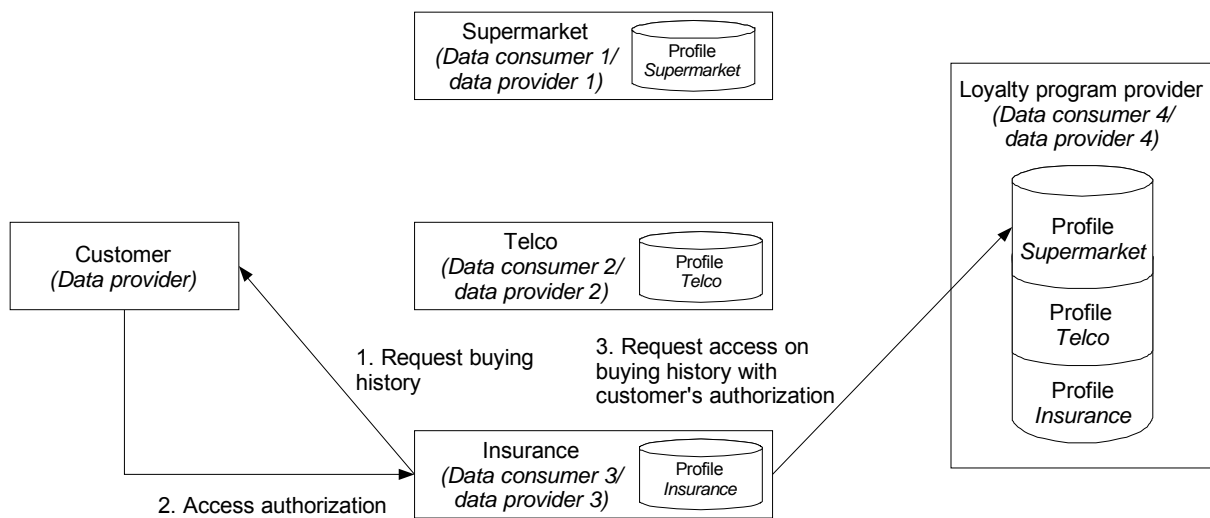 Supermarket
(Data consumer 1/
data provider 1)
Profile
Supermarket
Loyalty program provider
(Data consumer 4/
data provider 4)
Profile
Supermarket
Profile
Telco
Profile
Insurance
Customer
(Data provider)
Telco
(Data consumer 2/
data provider 2)
Profile
Telco
1. Request buying
history
3. Request access on
buying history with
customer's authorization
Insurance
(Data consumer 3/
data provider 3)
Profile
Insurance
2. Access authorization